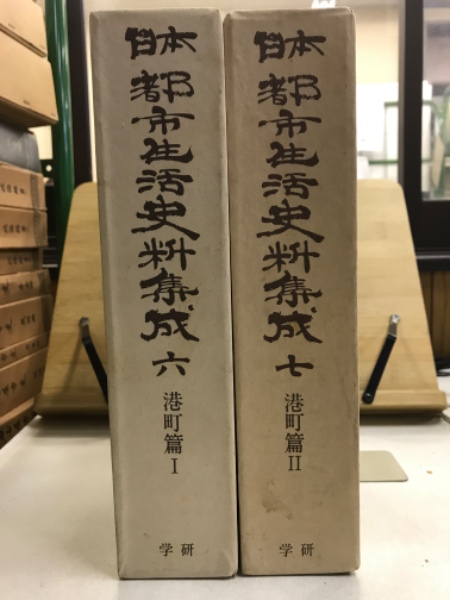 日本都市生活史料集成 六
港町篇 I
学研
日本都市生活史料集成 七
港町篇 II
学研